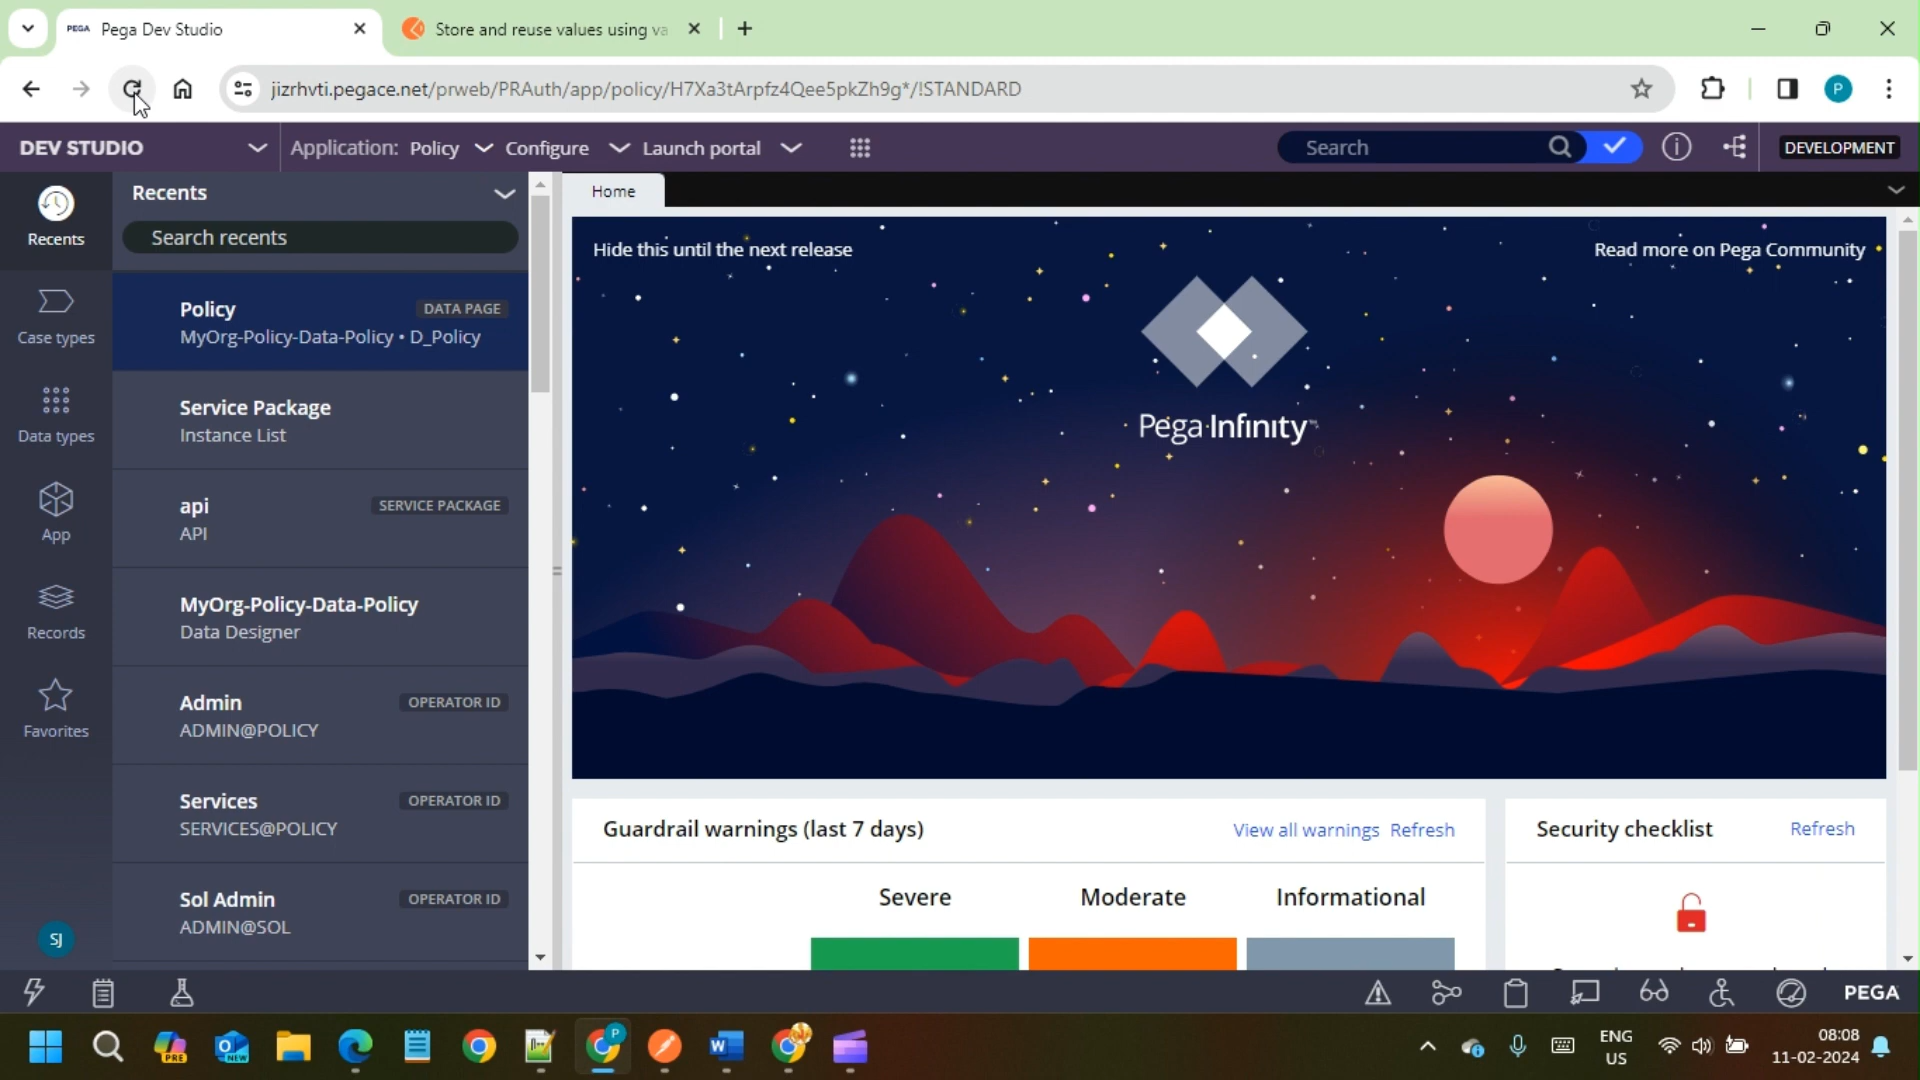 PEGA Pega Dev Studio
Store and reuse values using va
jizrhvti.pegace.net/prweb/PRAuth/app/policy/H7Xa3tArpfz4Qee5pkZh9g*/!STANDARD
P
DEV STUDIO
Application: Policy
Configure
Launch portal
Search
DEVELOPMENT
Recents
Case types
Data types
App
Records
Favorites
SJ
Recents
Search recents
Policy DATA PAGE
MyOrg-Policy-Data-Policy • D_Policy
Service Package
Instance List
api SERVICE PACKAGE
API
MyOrg-Policy-Data-Policy
Data Designer
Admin OPERATOR ID
ADMIN@POLICY
Services OPERATOR ID
SERVICES@POLICY
Sol Admin OPERATOR ID
ADMIN@SOL
Home
Hide this until the next release
Read more on Pega Community
Pega Infinity
Guardrail warnings (last 7 days)
View all warnings Refresh
Severe Moderate Informational
Security checklist Refresh
PEGA
PRE
NEW
P
ENG
US
08:08
11-02-2024